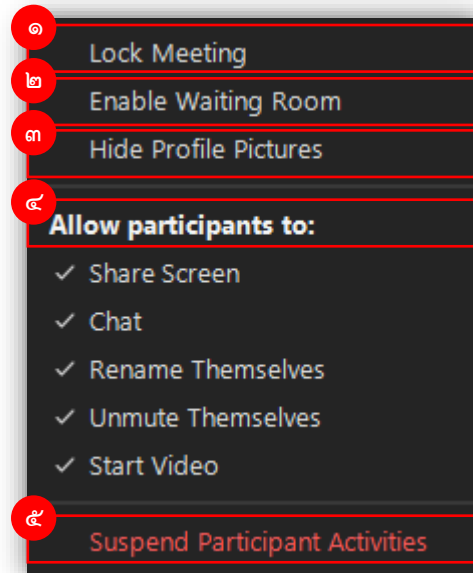 ๑
Lock Meeting
๒
Enable Waiting Room
๓
Hide Profile Pictures
๔
Allow participants to:
✓ Share Screen
✓ Chat
✓ Rename Themselves
✓ Unmute Themselves
✓ Start Video
๕
Suspend Participant Activities